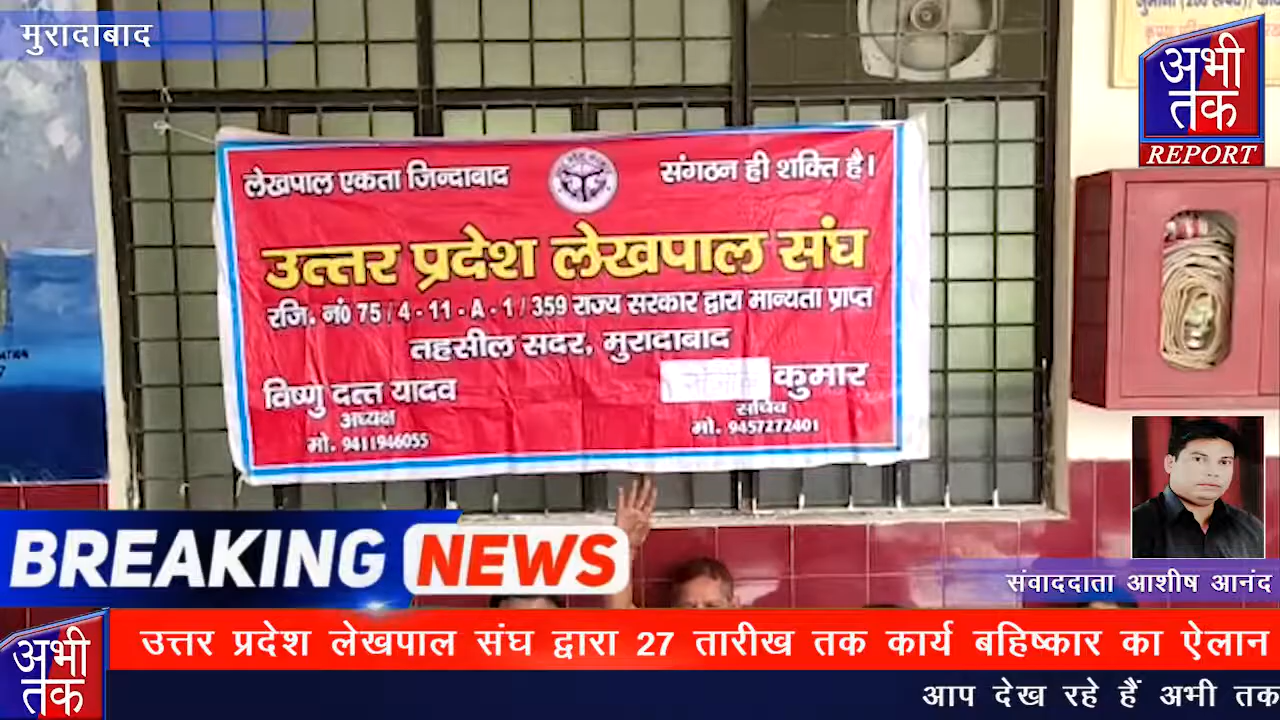 मुरादाबाद
अभी
तक
REPORT
लेखपाल एकता जिन्दाबाद
संगठन ही शक्ति है।
उत्तर प्रदेश लेखपाल संघ
रजि. नं0 75 / 4 - 11 - A - 1 / 359 राज्य सरकार द्वारा मान्यता प्राप्त
तहसील सदर, मुरादाबाद
विष्णु दत्त यादव
अध्यक्ष
मो. 9411946055
कुमार
सचिव
मो. 9457272401
BREAKING NEWS
संवाददाता आशीष आनंद
अभी
तक
उत्तर प्रदेश लेखपाल संघ द्वारा 27 तारीख तक कार्य बहिष्कार का ऐलान
आप देख रहे हैं अभी तक